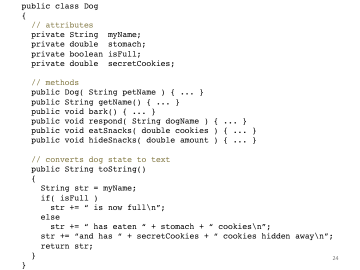 public class Dog
{
  // attributes
  private String  myName;
  private double  stomach;
  private boolean isFull;
  private double  secretCookies;

  // methods
  public Dog( String petName ) { ... }
  public String getName() { ... }
  public void bark() { ... }
  public void respond( String dogName ) { ... }
  public void eatSnacks( double cookies ) { ... }
  public void hideSnacks( double amount ) { ... }

  // converts dog state to text
  public String toString()
  {
    String str = myName;
    if( isFull )
      str += “ is now full\n”;
    else
      str += “ has eaten “ + stomach + “ cookies\n”;
    str += “and has “ + secretCookies + “ cookies hidden away\n”;
    return str;
  }
}
24